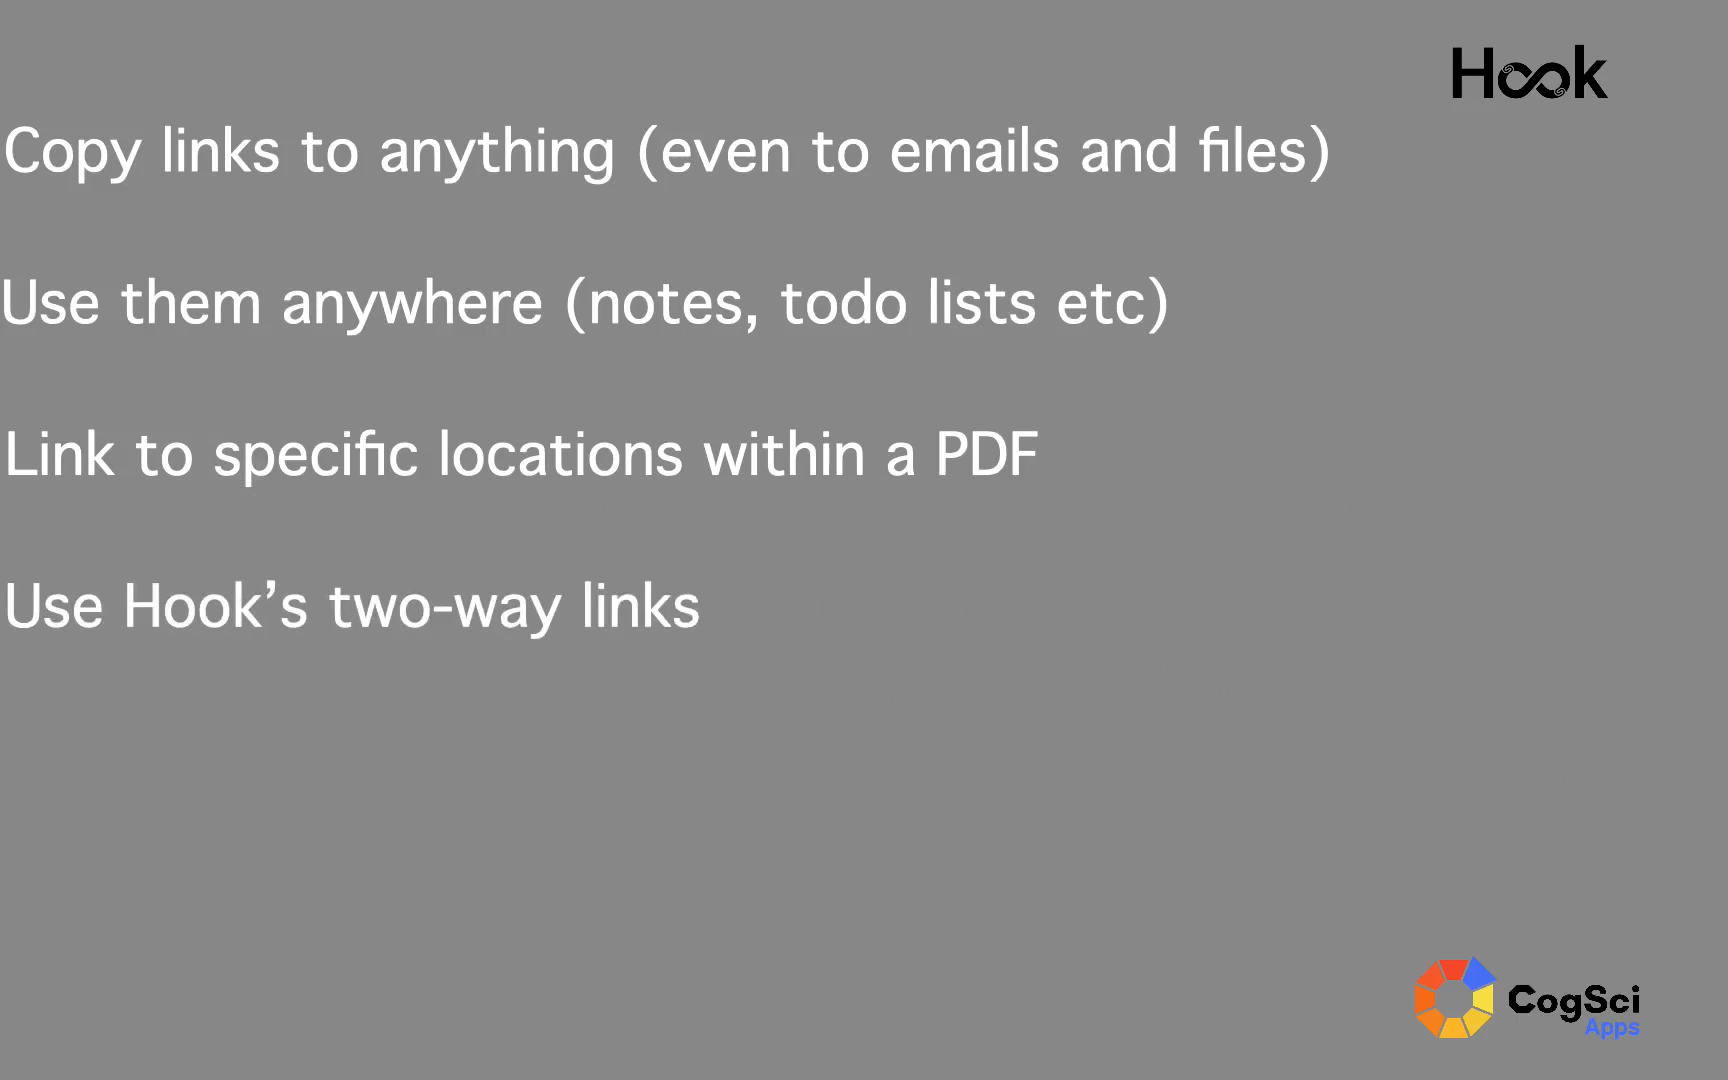 Hook
Copy links to anything (even to emails and files)
Use them anywhere (notes, todo lists etc)
Link to specific locations within a PDF
Use Hook’s two-way links
CogSci
Apps